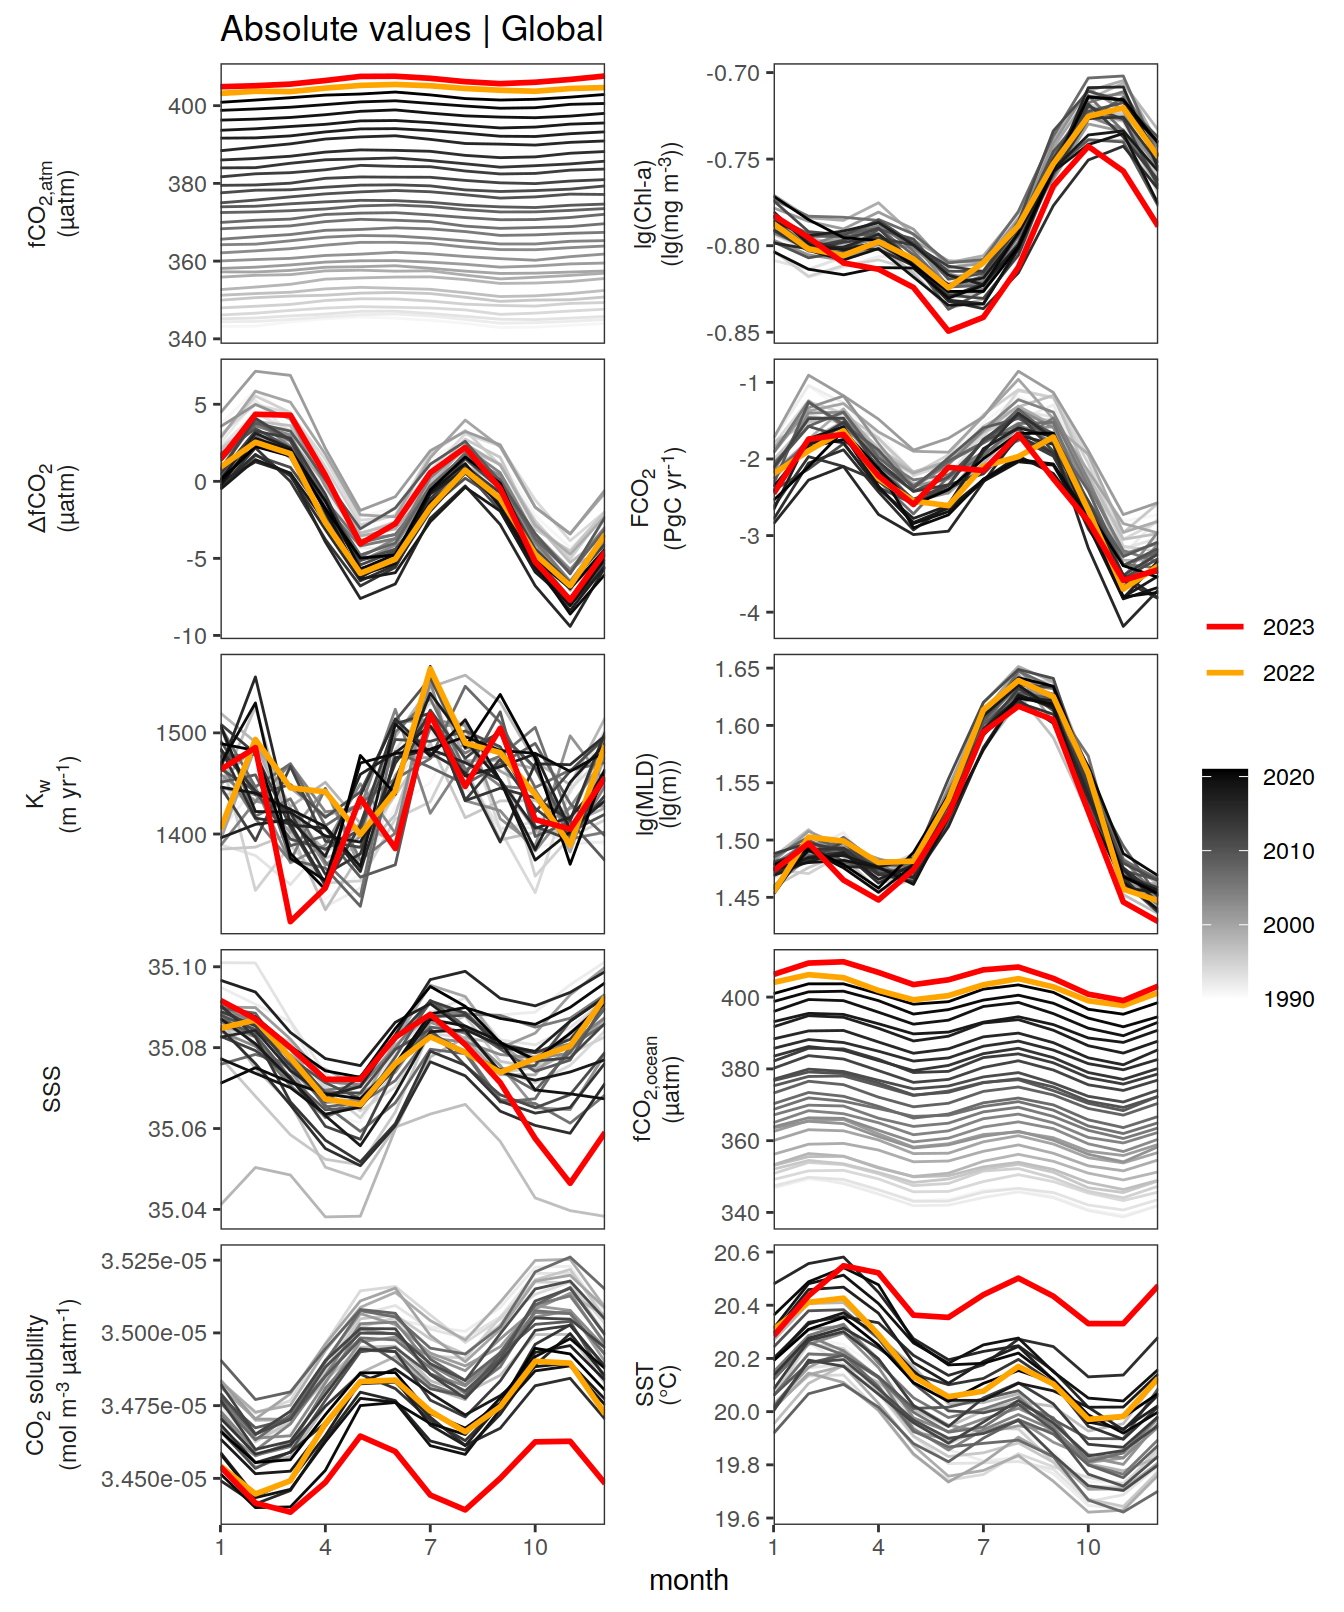 Absolute values | Global
fCO2,atm
(µatm)
400
380
360
340
lg(Chl-a)
(lg(mg m-3))
-0.70
-0.75
-0.80
-0.85
ΔfCO2
(µatm)
5
0
-5
-10
FCO2
(PgC yr-1)
-1
-2
-3
-4
Kw
(m yr-1)
1500
1400
lg(MLD)
(lg(m))
1.65
1.60
1.55
1.50
1.45
SSS
35.10
35.08
35.06
35.04
fCO2,ocean
(µatm)
400
380
360
340
CO2 solubility
(mol m-3 µatm-1)
3.525e-05
3.500e-05
3.475e-05
3.450e-05
SST
(°C)
20.6
20.4
20.2
20.0
19.8
19.6
1 4 7 10
1 4 7 10
month
2023
2022
2020
2010
2000
1990